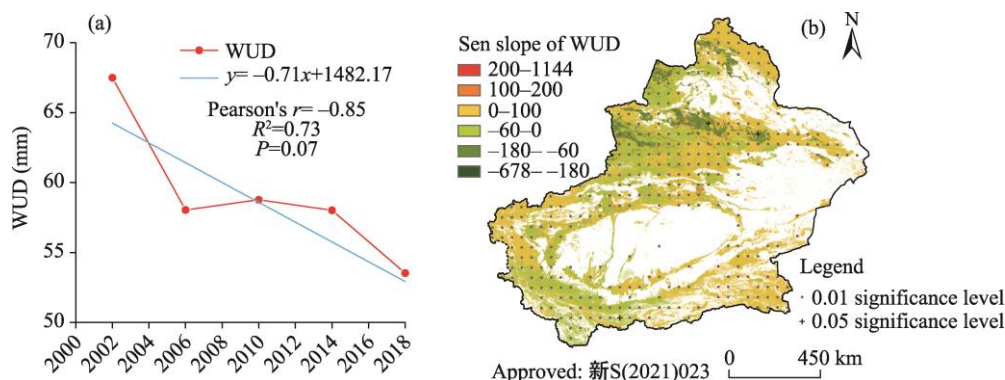 (a)
70
65
60
55
50
WUD (mm)
2000
2002
2004
2006
2008
2010
2012
2014
2016
2018
WUD
y= –0.71x+1482.17
Pearson's r= –0.85
R²=0.73
P=0.07
(b)
N
Sen slope of WUD
200–1144
100–200
0–100
–60–0
–180– –60
–678– –180
Legend
0.01 significance level
0.05 significance level
Approved: 新S(2021)023
0 450 km